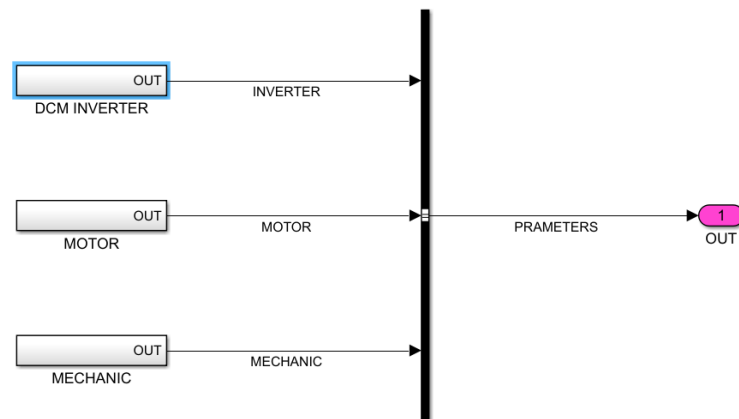 OUT
DCM INVERTER
INVERTER
OUT
MOTOR
MOTOR
PRAMETERS
1
OUT
OUT
MECHANIC
MECHANIC